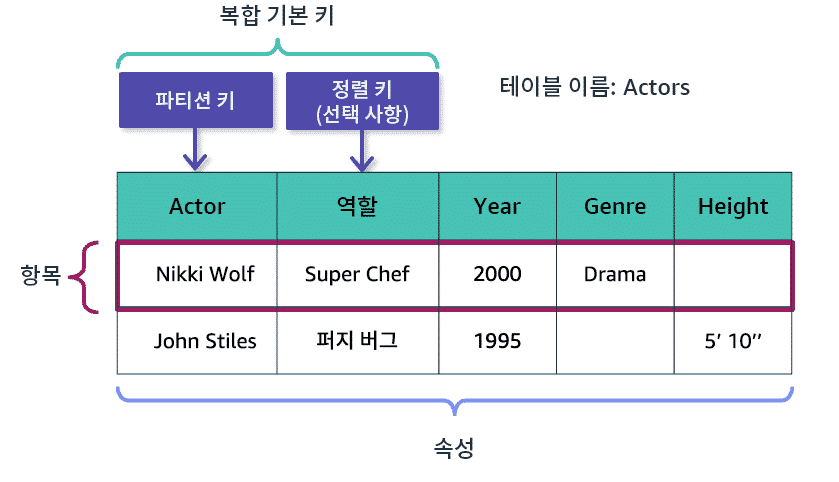 복합 기본 키
파티션 키
정렬 키
(선택 사항)
테이블 이름: Actors
Actor 역할 Year Genre Height
항목
Nikki Wolf Super Chef 2000 Drama
John Stiles 퍼지 버그 1995 5’ 10’’
속성